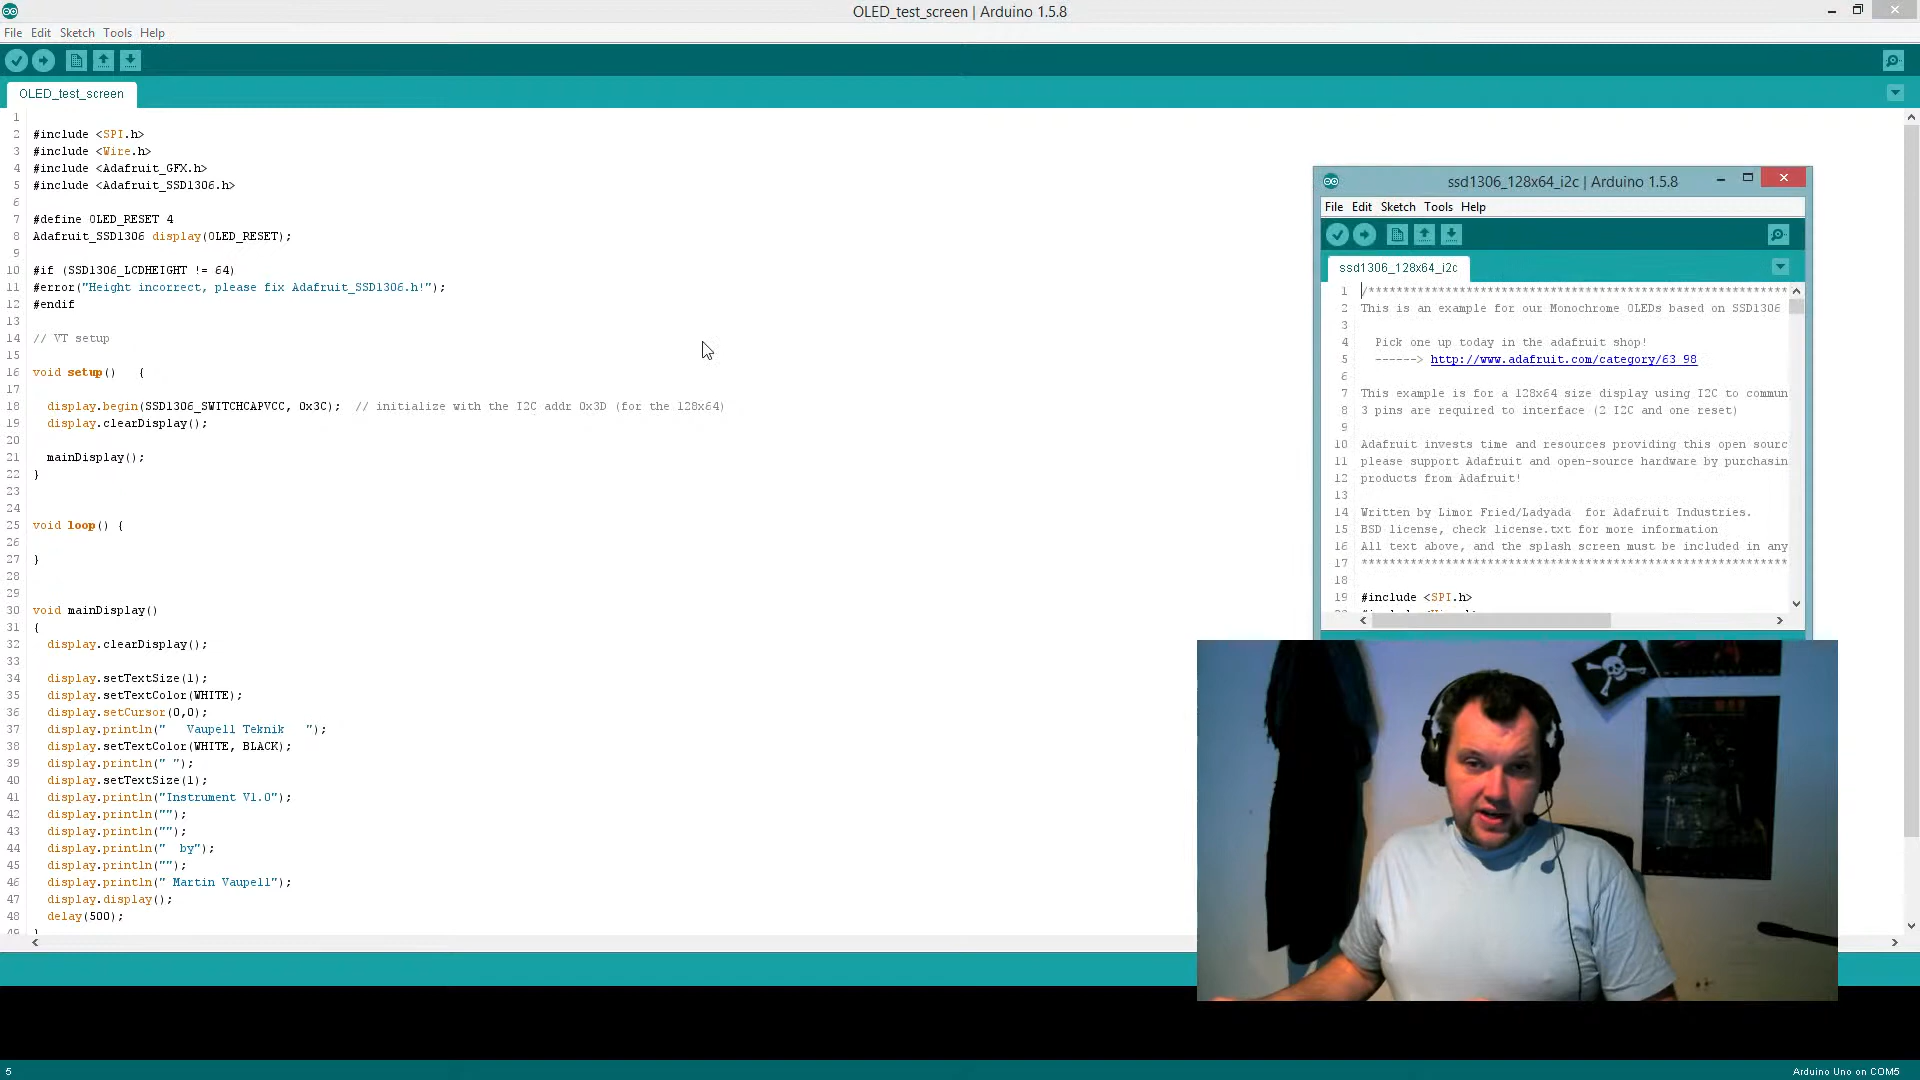 OLED_test_screen | Arduino 1.5.8
File Edit Sketch Tools Help
OLED_test_screen
1
2 #include <SPI.h>
3 #include <Wire.h>
4 #include <Adafruit_GFX.h>
5 #include <Adafruit_SSD1306.h>
6
7 #define OLED_RESET 4
8 Adafruit_SSD1306 display(OLED_RESET);
9
10 #if (SSD1306_LCDHEIGHT != 64)
11 #error("Height incorrect, please fix Adafruit_SSD1306.h!");
12 #endif
13
14 // VT setup
15
16 void setup()   {
17
18   display.begin(SSD1306_SWITCHCAPVCC, 0x3C);  // initialize with the I2C addr 0x3D (for the 128x64)
19   display.clearDisplay();
20
21   mainDisplay();
22 }
23
24
25 void loop() {
26
27 }
28
29
30 void mainDisplay()
31 {
32   display.clearDisplay();
33
34   display.setTextSize(1);
35   display.setTextColor(WHITE);
36   display.setCursor(0,0);
37   display.println("   Vaupell Teknik   ");
38   display.setTextColor(WHITE, BLACK);
39   display.println(" ");
40   display.setTextSize(1);
41   display.println("Instrument V1.0");
42   display.println("");
43   display.println("");
44   display.println("  by");
45   display.println("");
46   display.println(" Martin Vaupell");
47   display.display();
48   delay(500);
ssd1306_128x64_i2c | Arduino 1.5.8
File Edit Sketch Tools Help
ssd1306_128x64_i2c
1 /*************************************************************
2 This is an example for our Monochrome OLEDs based on SSD1306
3
4   Pick one up today in the adafruit shop!
5   ------> http://www.adafruit.com/category/63_98
6
7 This example is for a 128x64 size display using I2C to commun
8 3 pins are required to interface (2 I2C and one reset)
9
10 Adafruit invests time and resources providing this open sourc
11 please support Adafruit and open-source hardware by purchasin
12 products from Adafruit!
13
14 Written by Limor Fried/Ladyada  for Adafruit Industries.
15 BSD license, check license.txt for more information
16 All text above, and the splash screen must be included in any
17 *************************************************************
18
19 #include <SPI.h>
5
Arduino Uno on COM5